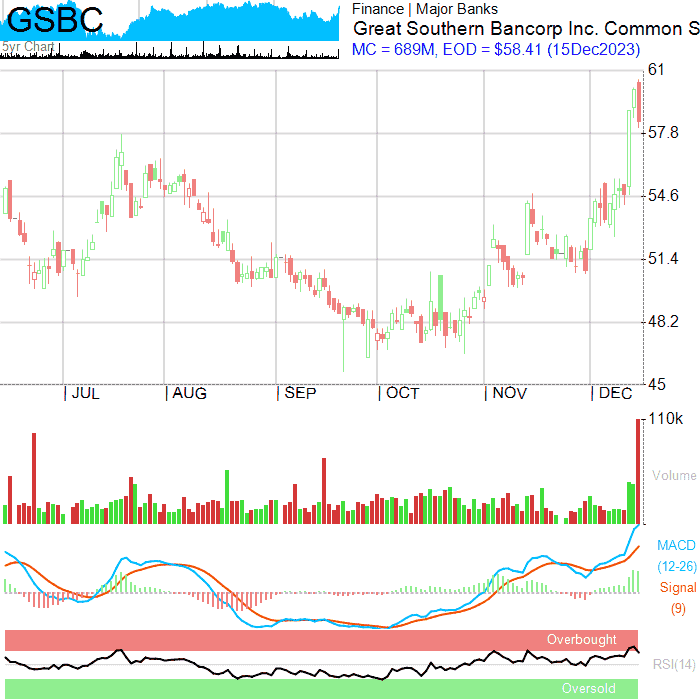 GSBC
5yr Chart
Finance | Major Banks
Great Southern Bancorp Inc. Common S
MC = 689M, EOD = $58.41 (15Dec2023)
61
57.8
54.6
51.4
48.2
45
JUL AUG SEP OCT NOV DEC
110k
Volume
MACD
(12-26)
Signal
(9)
Overbought
RSI(14)
Oversold